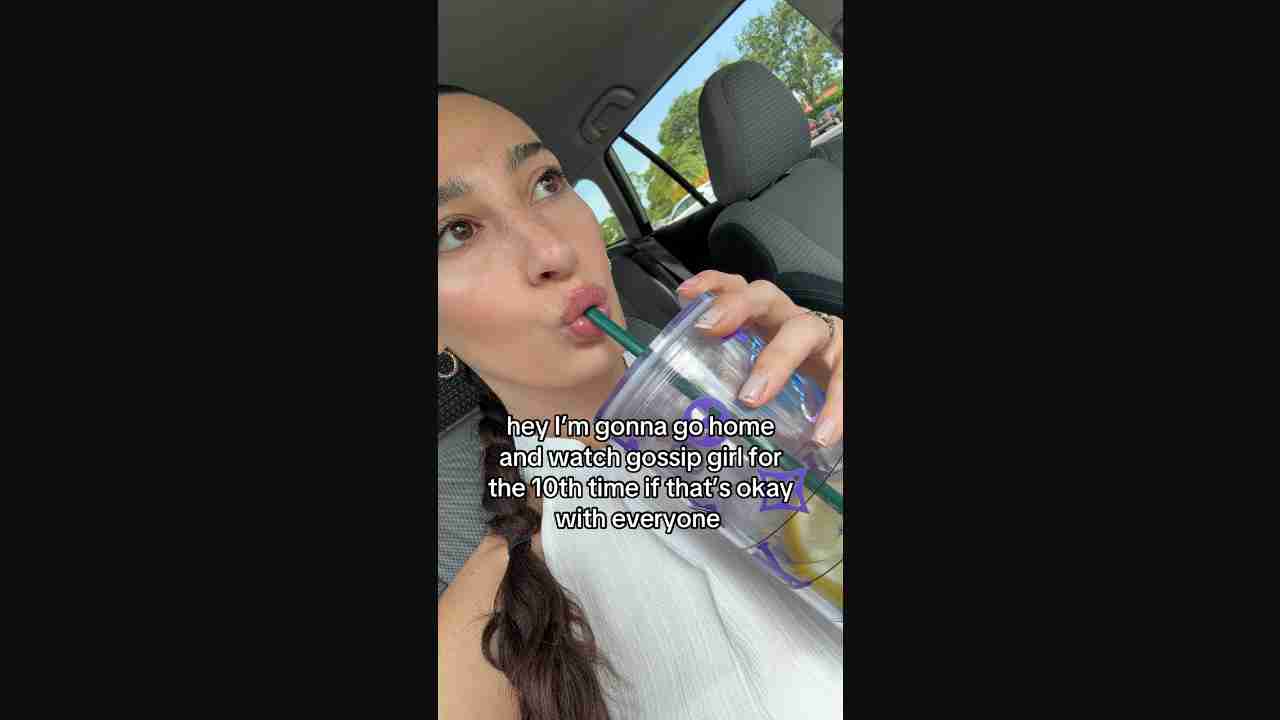 hey I’m gonna go home
and watch gossip girl for
the 10th time if that’s okay
with everyone